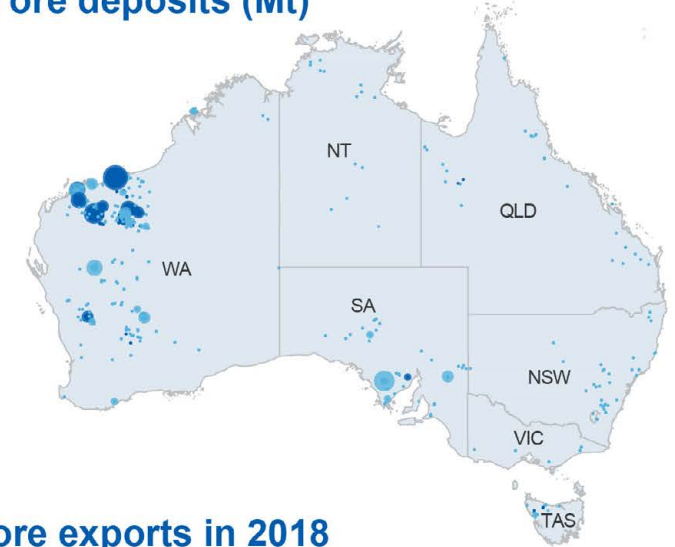 ore deposits (Mt)
NT
QLD
WA
SA
NSW
VIC
TAS
ore exports in 2018